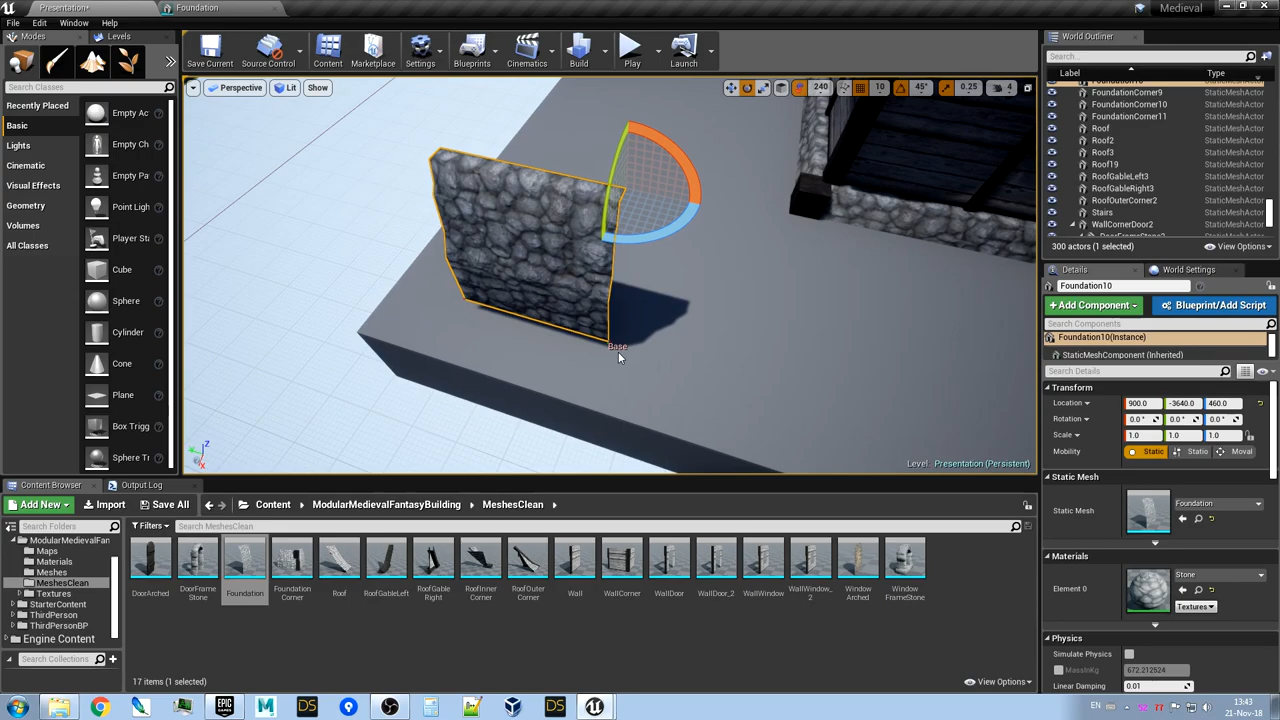 Presentation*
Foundation
Medieval
File
Edit
Window
Help
Modes
Levels
Save Current
Source Control
Content
Marketplace
Settings
Blueprints
Cinematics
Build
Play
Launch
World Outliner
Search...
Label
Type
Search Classes
Perspective
Lit
Show
10
240
45°
0.25
4
FoundationCorner9 StaticMeshActor
FoundationCorner10 StaticMeshActor
FoundationCorner11 StaticMeshActor
Roof StaticMeshActor
Roof2 StaticMeshActor
Roof3 StaticMeshActor
Roof19 StaticMeshActor
RoofGableLeft3 StaticMeshActor
RoofGableRight3 StaticMeshActor
RoofOuterCorner2 StaticMeshActor
Stairs StaticMeshActor
WallCornerDoor2 StaticMeshActor
300 actors (1 selected)
View Options
Recently Placed
Basic
Lights
Cinematic
Visual Effects
Geometry
Volumes
All Classes
Empty Ac
Empty Ch
Empty Pa
Point Ligh
Player Sta
Cube
Sphere
Cylinder
Cone
Plane
Box Trigg
Sphere Tr
Base
Level: Presentation (Persistent)
Details
World Settings
Foundation10
+Add Component
Blueprint/Add Script
Search Components
Foundation10(Instance)
StaticMeshComponent (Inherited)
Search Details
Transform
Location 900.0 -3640.0 460.0
Rotation 0.0° 0.0° 0.0°
Scale 1.0 1.0 1.0
Mobility Static Statio Moval
Static Mesh
Static Mesh Foundation
Materials
Element 0 Stone
Textures
Physics
Simulate Physics
MassInKg 672.212524
Linear Damping 0.01
Content Browser
Output Log
Add New
Import
Save All
Content
ModularMedievalFantasyBuilding
MeshesClean
Search Folders
Filters
Search MeshesClean
ModularMedievalFan
Maps
Materials
Meshes
MeshesClean
Textures
StarterContent
ThirdPerson
ThirdPersonBP
Engine Content
Search Collections
DoorArched
DoorFrame Stone
Foundation
Foundation Corner
Roof
RoofGableLeft
RoofGable Right
RoofInner Corner
RoofOuter Corner
Wall
WallCorner
WallDoor
WallDoor_2
WallWindow
WallWindow_2
Window Arched
Window FrameStone
17 items (1 selected)
View Options
EN
52
77
13:43
21-Nov-18